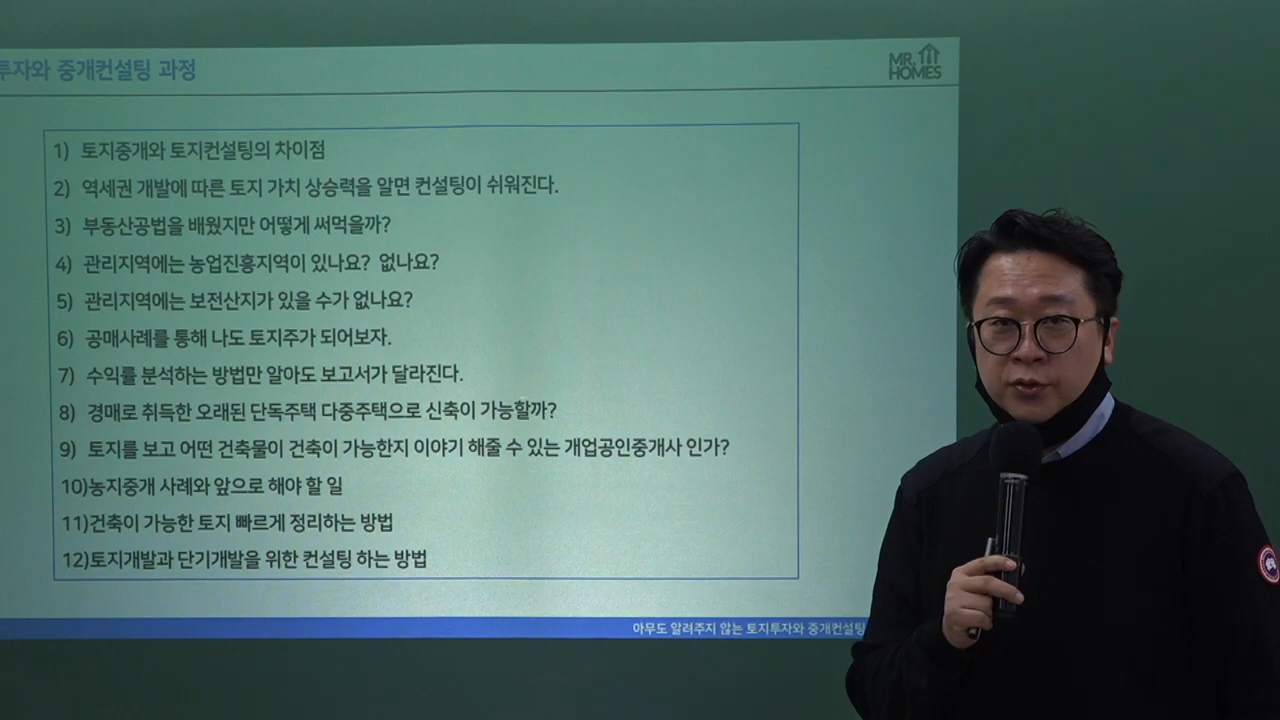 투자와 중개컨설팅 과정
MR.
HOMES
1) 토지중개와 토지컨설팅의 차이점
2) 역세권 개발에 따른 토지 가치 상승력을 알면 컨설팅이 쉬워진다.
3) 부동산공법을 배웠지만 어떻게 써먹을까?
4) 관리지역에는 농업진흥지역이 있나요? 없나요?
5) 관리지역에는 보전산지가 있을 수가 없나요?
6) 공매사례를 통해 나도 토지주가 되어보자.
7) 수익률 분석하는 방법만 알아도 보고서가 달라진다.
8) 경매로 취득한 오래된 단독주택 다중주택으로 신축이 가능할까?
9) 토지를 보고 어떤 건축물이 건축이 가능한지 이야기 해줄 수 있는 개업공인중개사 인가?
10)농지중개 사례와 앞으로 해야 할 일
11)건축이 가능한 토지 빠르게 정리하는 방법
12)토지개발과 단기개발을 위한 컨설팅 하는 방법
아무도 알려주지 않는 토지투자와 중개컨설팅